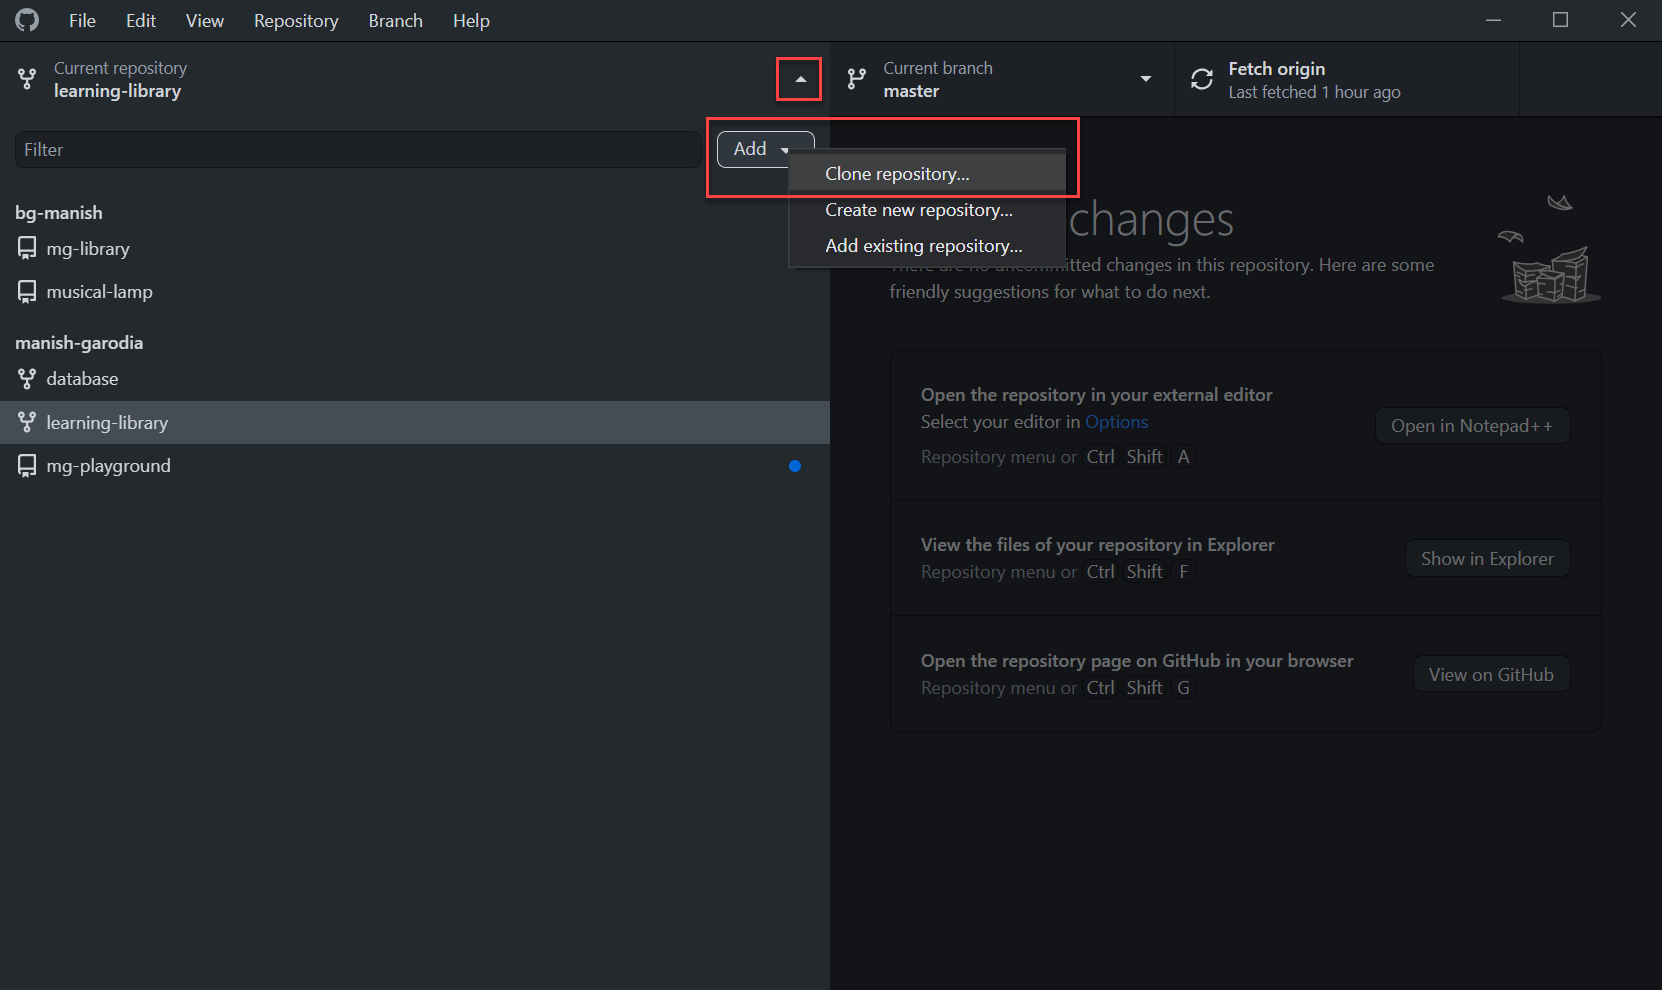 File Edit View Repository Branch Help
Current repository
learning-library
Current branch
master
Fetch origin
Last fetched 1 hour ago
Filter
Add
Clone repository...
Create new repository...
Add existing repository...
bg-manish
mg-library
musical-lamp
manish-garodia
database
learning-library
mg-playground
changes
There are no uncommitted changes in this repository. Here are some
friendly suggestions for what to do next.
Open the repository in your external editor
Select your editor in Options
Repository menu or Ctrl Shift A
Open in Notepad++
View the files of your repository in Explorer
Repository menu or Ctrl Shift F
Show in Explorer
Open the repository page on GitHub in your browser
Repository menu or Ctrl Shift G
View on GitHub